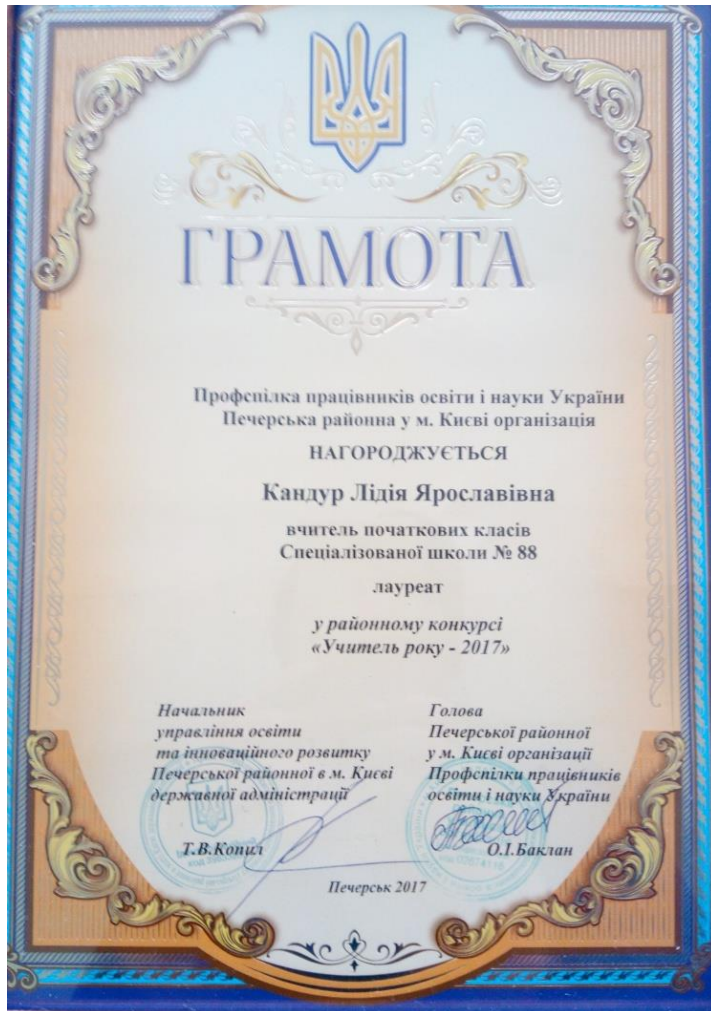 ГРАМОТА
Профспілка працівників освіти і науки України
Печерська районна у м. Києві організація
НАГОРОДЖУЄТЬСЯ
Кандур Лідія Ярославівна
вчитель початкових класів
Спеціалізованої школи № 88
лауреат
у районному конкурсі
«Учитель року - 2017»
Начальник
управління освіти
та інноваційного розвитку
Печерської районної в м. Києві
державної адміністрації
Т.В.Копил
Голова
Печерської районної
у м. Києві організації
Профспілки працівників
освіти і науки України
О.І.Баклан
Печерськ 2017